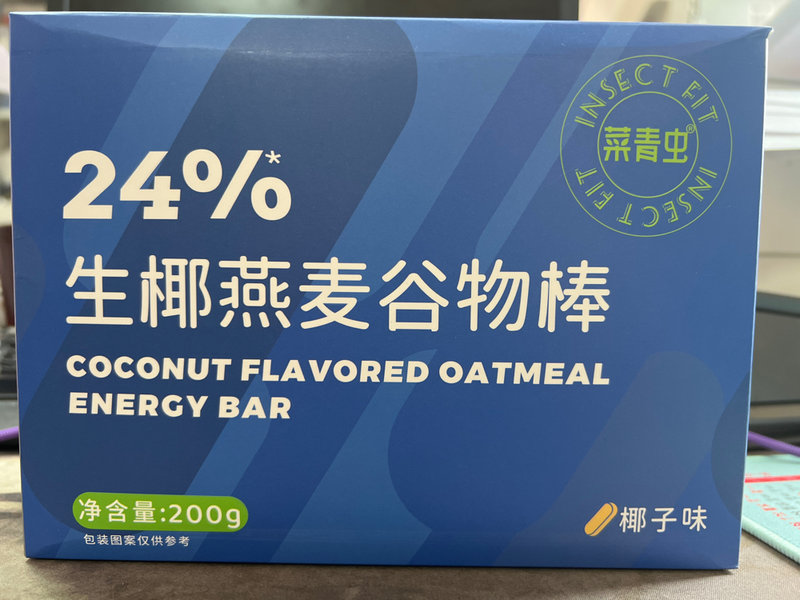 INSECT FIT
菜青虫®
INSECT FIT
24%*
生椰燕麦谷物棒
COCONUT FLAVORED OATMEAL
ENERGY BAR
净含量:200g
包装图案仅供参考
椰子味